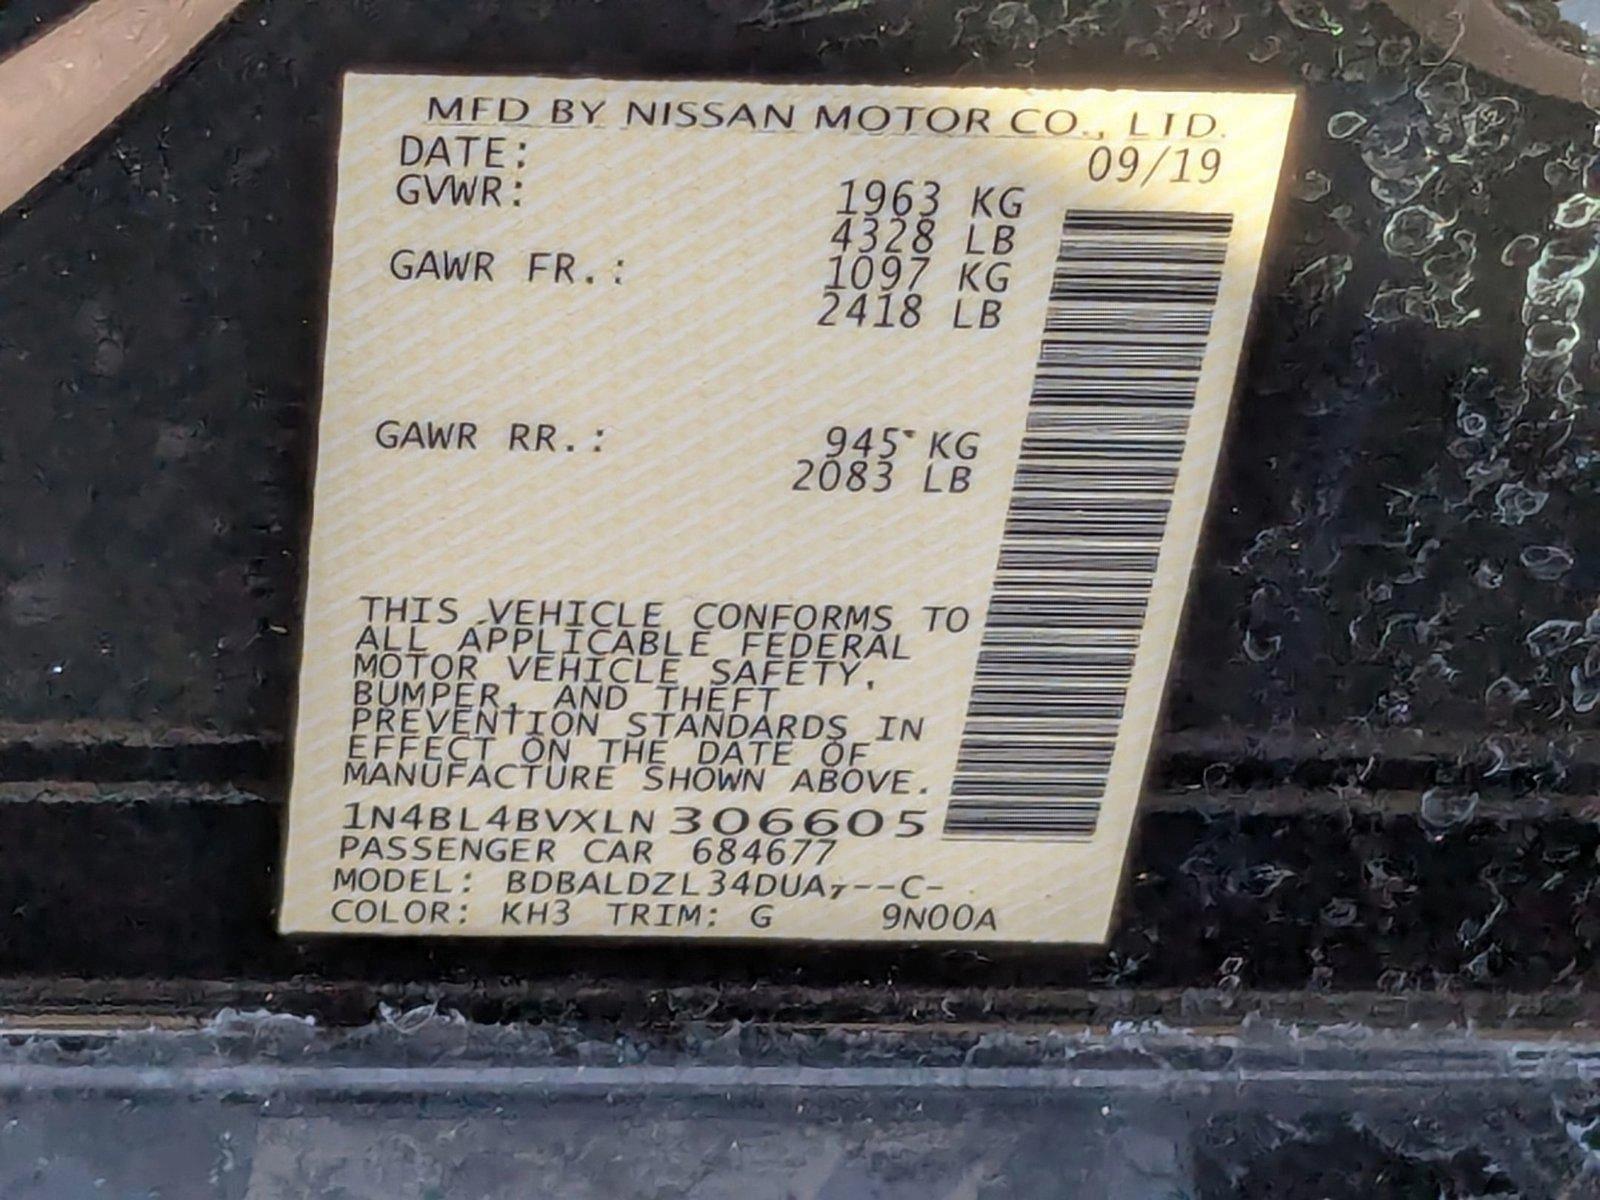 MFD BY NISSAN MOTOR CO., LTD.
DATE: 09/19
GVWR: 1963 KG
4328 LB
GAWR FR.: 1097 KG
2418 LB
GAWR RR.: 945 KG
2083 LB
THIS VEHICLE CONFORMS TO
ALL APPLICABLE FEDERAL
MOTOR VEHICLE SAFETY,
BUMPER, AND THEFT
PREVENTION STANDARDS IN
EFFECT ON THE DATE OF
MANUFACTURE SHOWN ABOVE.
1N4BL4BVXLN306605
PASSENGER CAR 684677
MODEL: BDBALDZL34DUA7--C-
COLOR: KH3 TRIM: G 9N00A